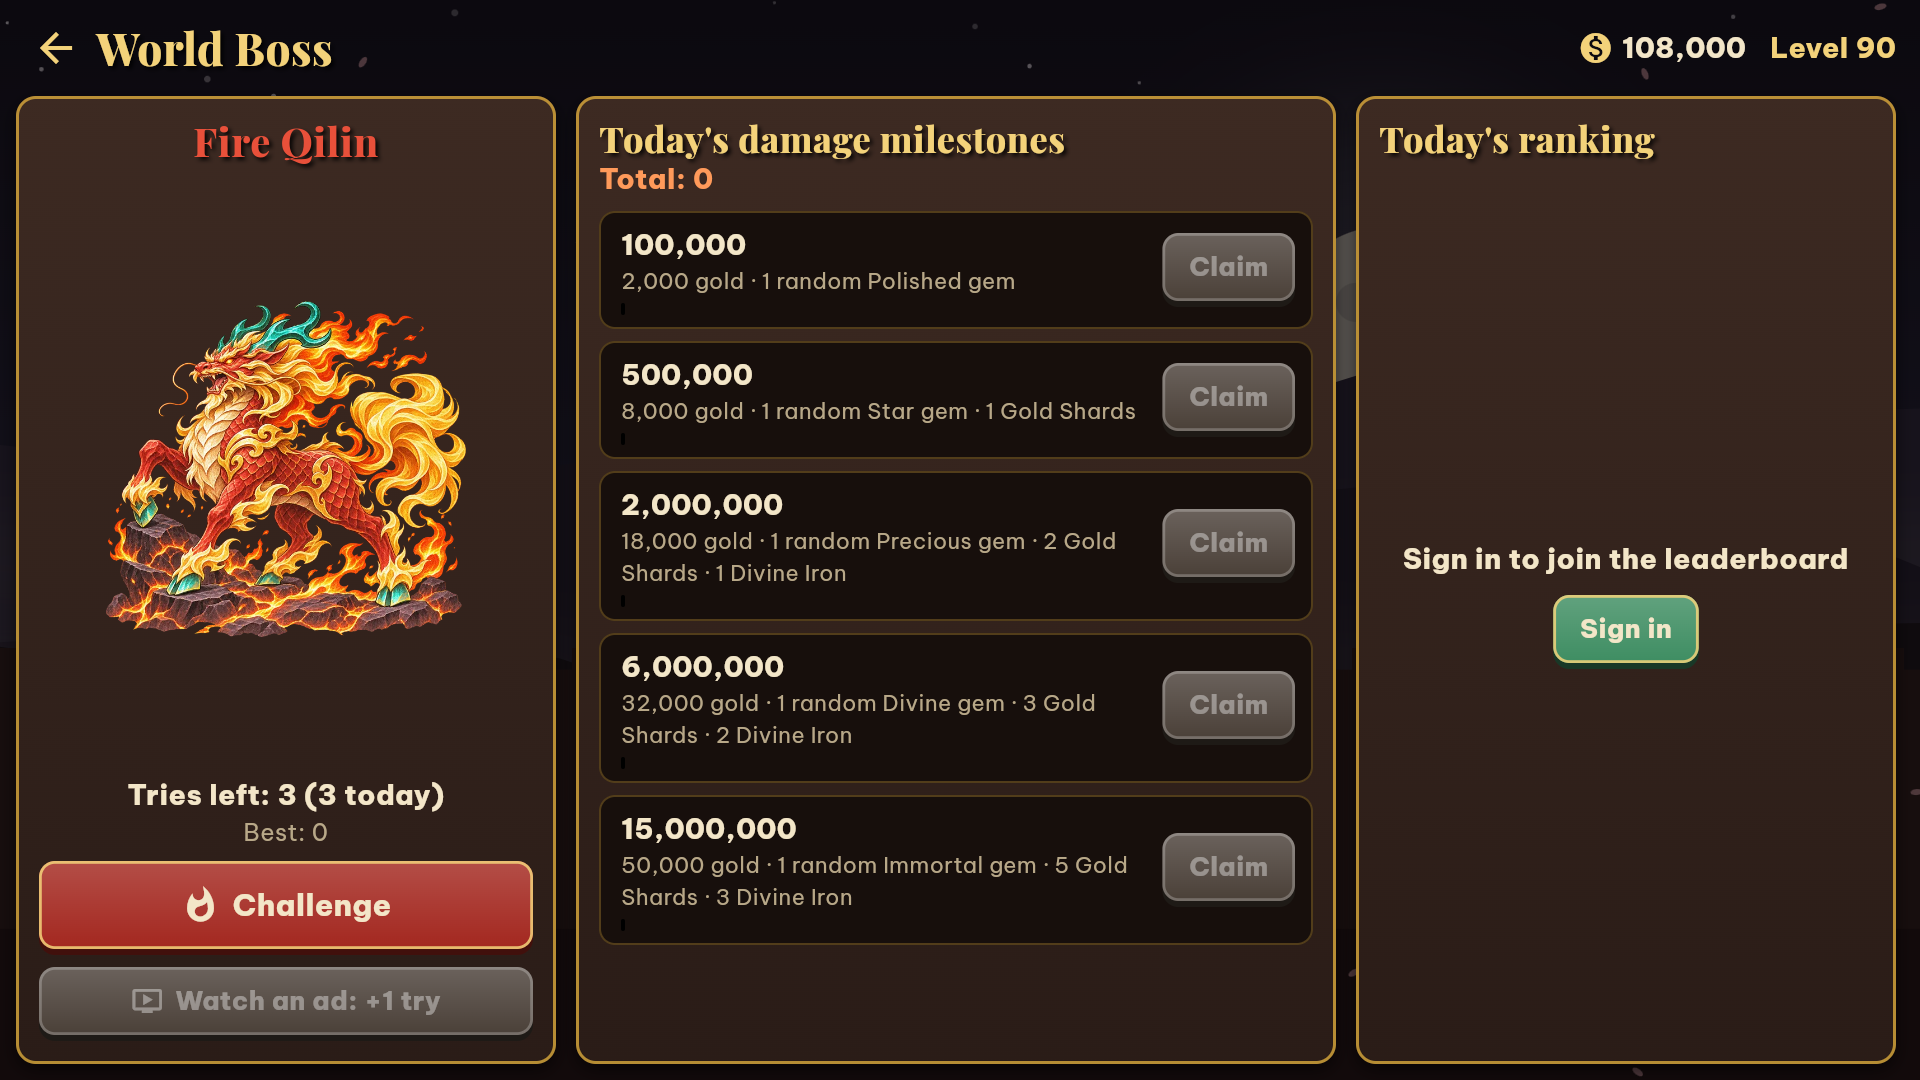 World Boss
108,000 Level 90
Fire Qilin
Tries left: 3 (3 today)
Best: 0
Challenge
Watch an ad: +1 try
Today's damage milestones
Total: 0
100,000
2,000 gold · 1 random Polished gem
Claim
500,000
8,000 gold · 1 random Star gem · 1 Gold Shards
Claim
2,000,000
18,000 gold · 1 random Precious gem · 2 Gold
Shards · 1 Divine Iron
Claim
6,000,000
32,000 gold · 1 random Divine gem · 3 Gold
Shards · 2 Divine Iron
Claim
15,000,000
50,000 gold · 1 random Immortal gem · 5 Gold
Shards · 3 Divine Iron
Claim
Today's ranking
Sign in to join the leaderboard
Sign in